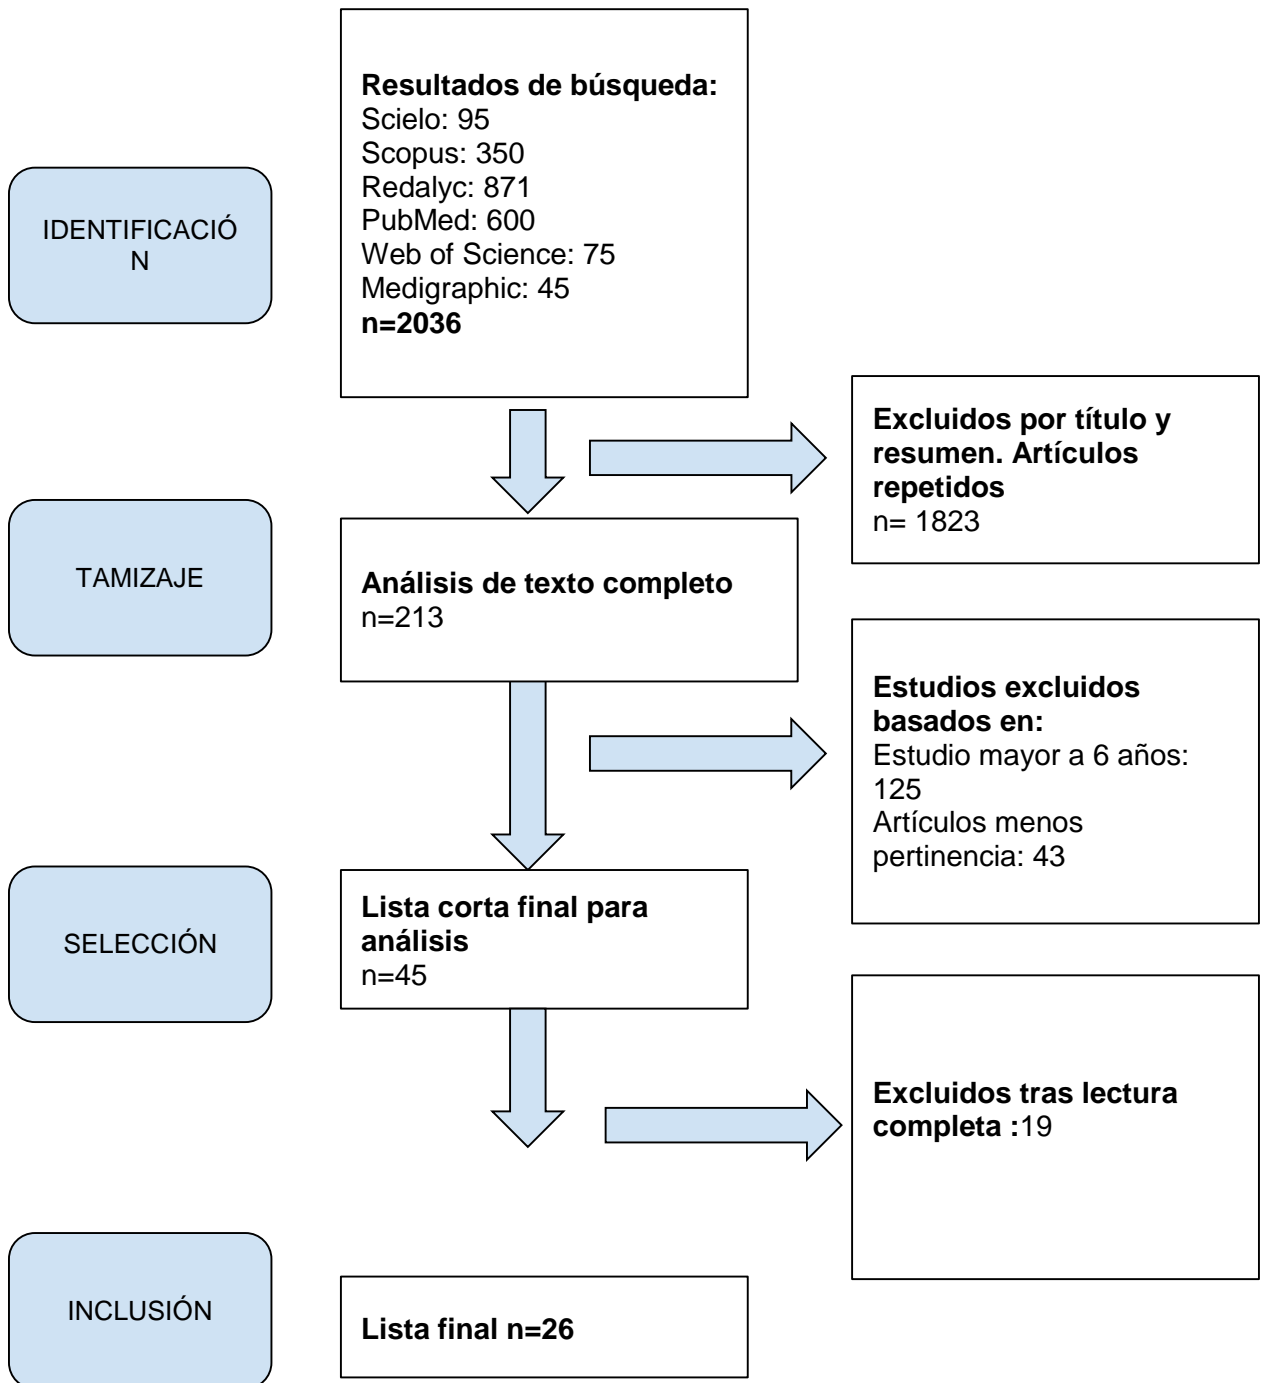 Resultados de búsqueda:
Scielo: 95
Scopus: 350
Redalyc: 871
PubMed: 600
Web of Science: 75
Medigraphic: 45
n=2036
IDENTIFICACIÓ
N
Excluidos por título y
resumen. Artículos
repetidos
n= 1823
TAMIZAJE
Análisis de texto completo
n=213
Estudios excluidos
basados en:
Estudio mayor a 6 años:
125
Artículos menos
pertinencia: 43
SELECCIÓN
Lista corta final para
análisis
n=45
Excluidos tras lectura
completa :19
INCLUSIÓN
Lista final n=26